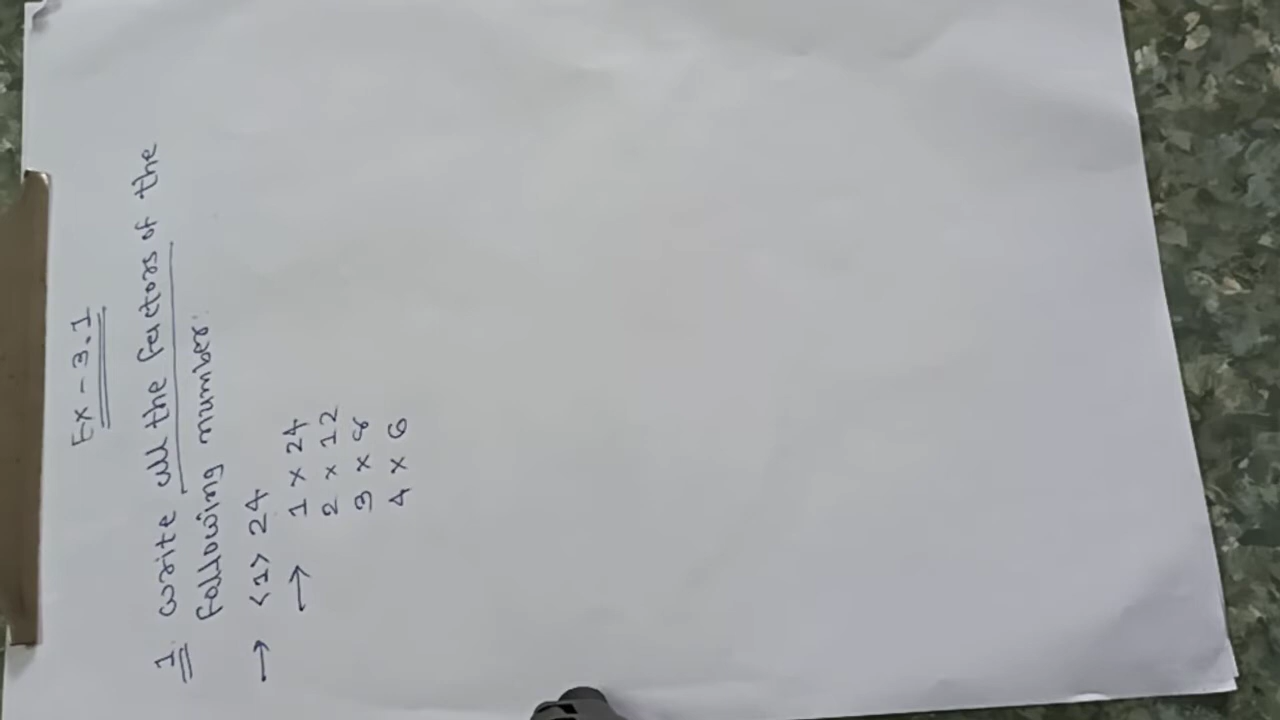 Ex - 3.1
1. write all the factors of the
following number.
→ <1> 24
→ 1 x 24
2 x 12
3 x 8
4 x 6